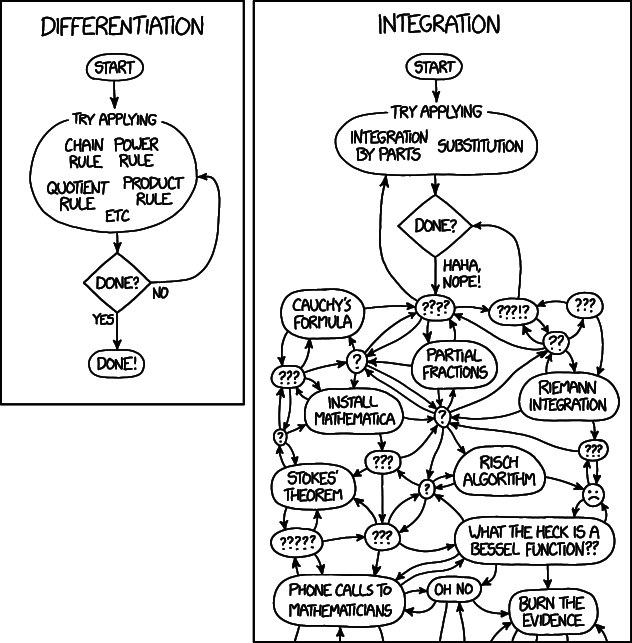 DIFFERENTIATION
START
TRY APPLYING
CHAIN POWER
RULE RULE
QUOTIENT PRODUCT
RULE RULE
ETC
DONE?
NO
YES
DONE!
INTEGRATION
START
TRY APPLYING
INTEGRATION
BY PARTS
SUBSTITUTION
DONE?
HAHA,
NOPE!
CAUCHY'S
FORMULA
????
???!?
???
??
?
PARTIAL
FRACTIONS
???
INSTALL
MATHEMATICA
?
RIEMANN
INTEGRATION
?
???
???
STOKES'
THEOREM
?
RISCH
ALGORITHM
?????
???
WHAT THE HECK IS A
BESSEL FUNCTION??
PHONE CALLS TO
MATHEMATICIANS
OH NO
BURN THE
EVIDENCE